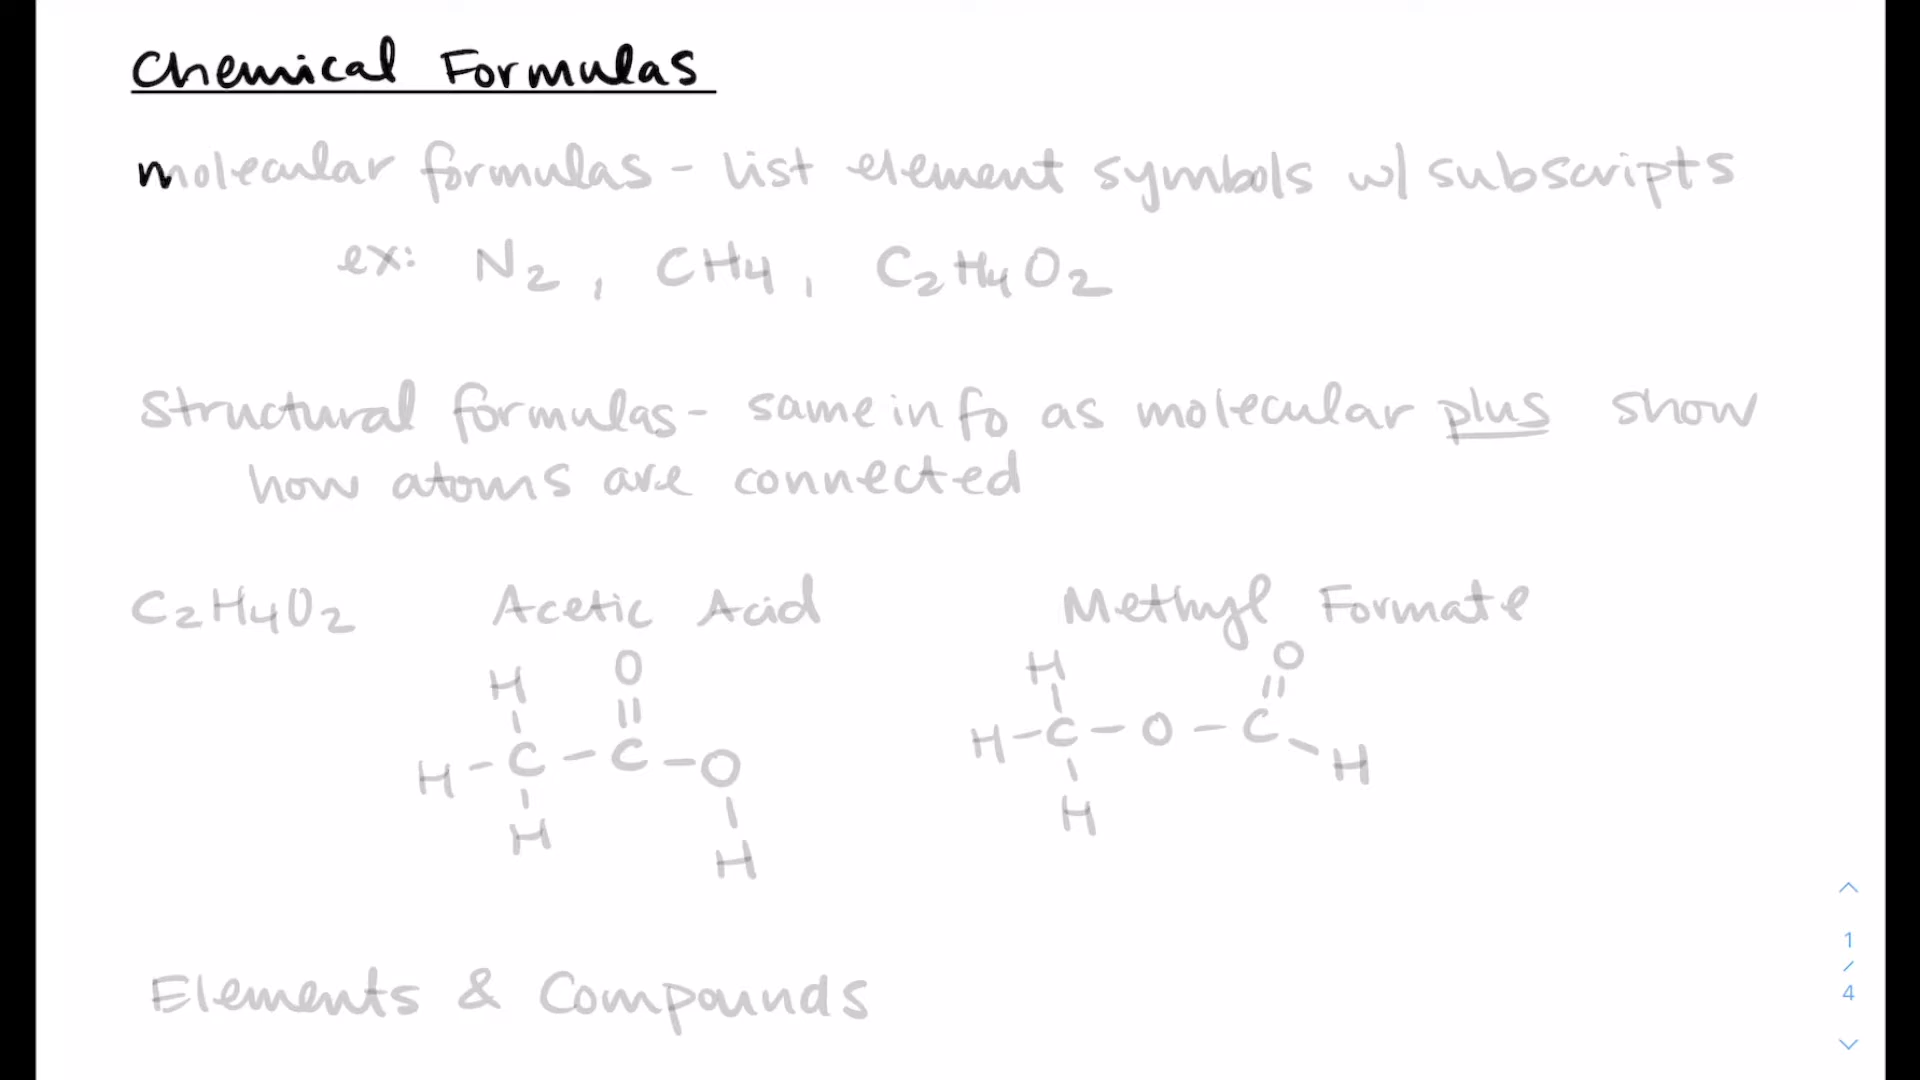 Chemical Formulas
molecular formulas - list element symbols w/ subscripts
ex: N2, CH4, C2H4O2
structural formulas - same info as molecular plus show
how atoms are connected
C2H4O2 Acetic Acid Methyl Formate
H O H O
H-C-C-O H-C-O-C-H
H H H
Elements & Compounds
1
/
4